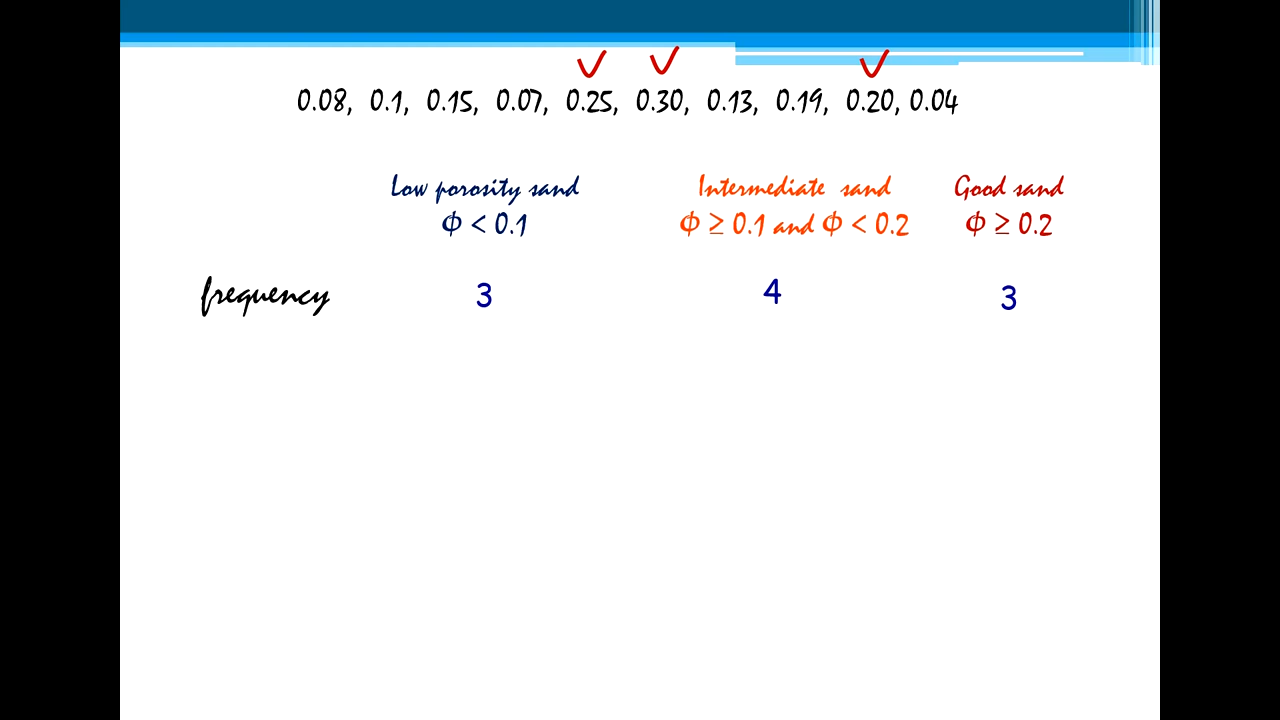 0.08, 0.1, 0.15, 0.07, 0.25, 0.30, 0.13, 0.19, 0.20, 0.04
Low porosity sand Intermediate sand Good sand
Φ < 0.1 Φ ≥ 0.1 and Φ < 0.2 Φ ≥ 0.2
frequency 3 4 3